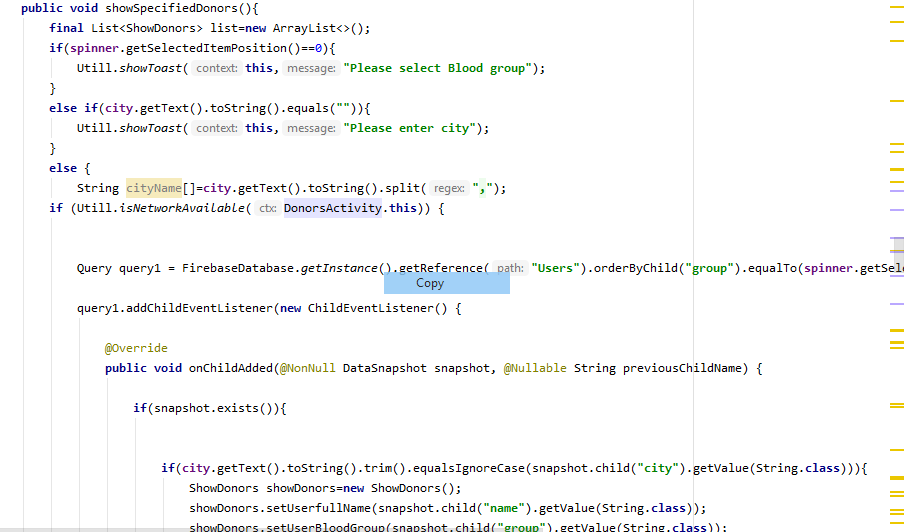 public void showSpecifiedDonors(){
final List<ShowDonors> list=new ArrayList<>();
if(spinner.getSelectedItemPosition()==0){
Utill.showToast( context: this, message: "Please select Blood group");
}
else if(city.getText().toString().equals("")){
Utill.showToast( context: this, message: "Please enter city");
}
else {
String cityName[]=city.getText().toString().split( regex: ",");
if (Utill.isNetworkAvailable( ctx: DonorsActivity.this)) {
Query query1 = FirebaseDatabase.getInstance().getReference( path: "Users").orderByChild("group").equalTo(spinner.getSel
Copy
query1.addChildEventListener(new ChildEventListener() {
@Override
public void onChildAdded(@NonNull DataSnapshot snapshot, @Nullable String previousChildName) {
if(snapshot.exists()){
if(city.getText().toString().trim().equalsIgnoreCase(snapshot.child("city").getValue(String.class))){
ShowDonors showDonors=new ShowDonors();
showDonors.setUserfullName(snapshot.child("name").getValue(String.class));
showDonors.setUserBloodGroup(snapshot.child("group").getValue(String.class));